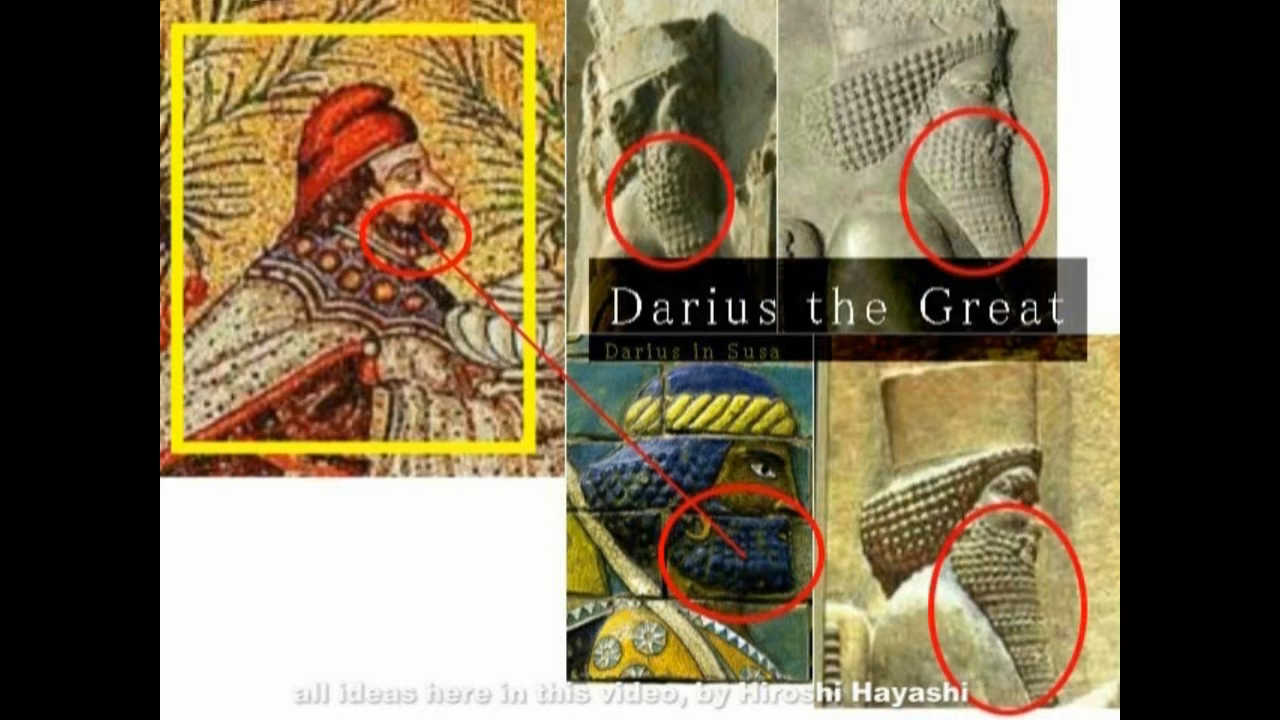 Darius the Great
Darius in Susa
all ideas here in this video, by Hiroshi Hayashi